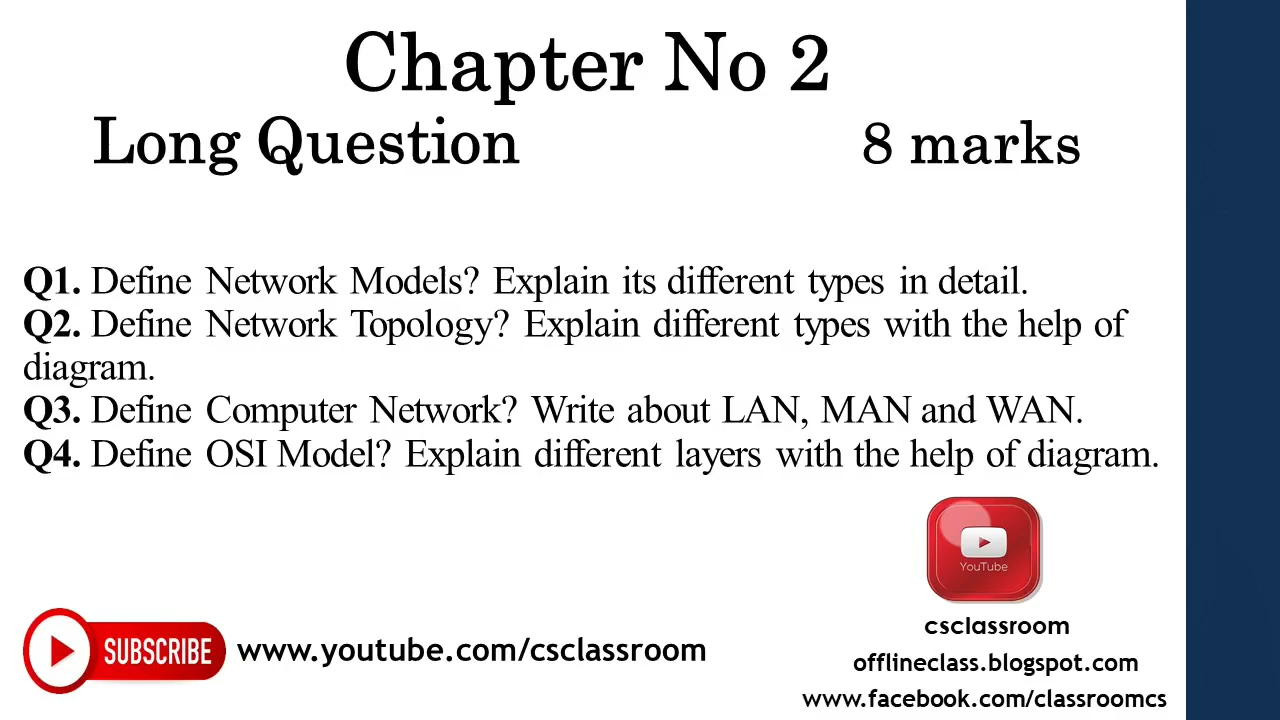 Chapter No 2
Long Question 8 marks
Q1. Define Network Models? Explain its different types in detail.
Q2. Define Network Topology? Explain different types with the help of
diagram.
Q3. Define Computer Network? Write about LAN, MAN and WAN.
Q4. Define OSI Model? Explain different layers with the help of diagram.
YouTube
csclassroom
SUBSCRIBE www.youtube.com/csclassroom
offlineclass.blogspot.com
www.facebook.com/classroomcs